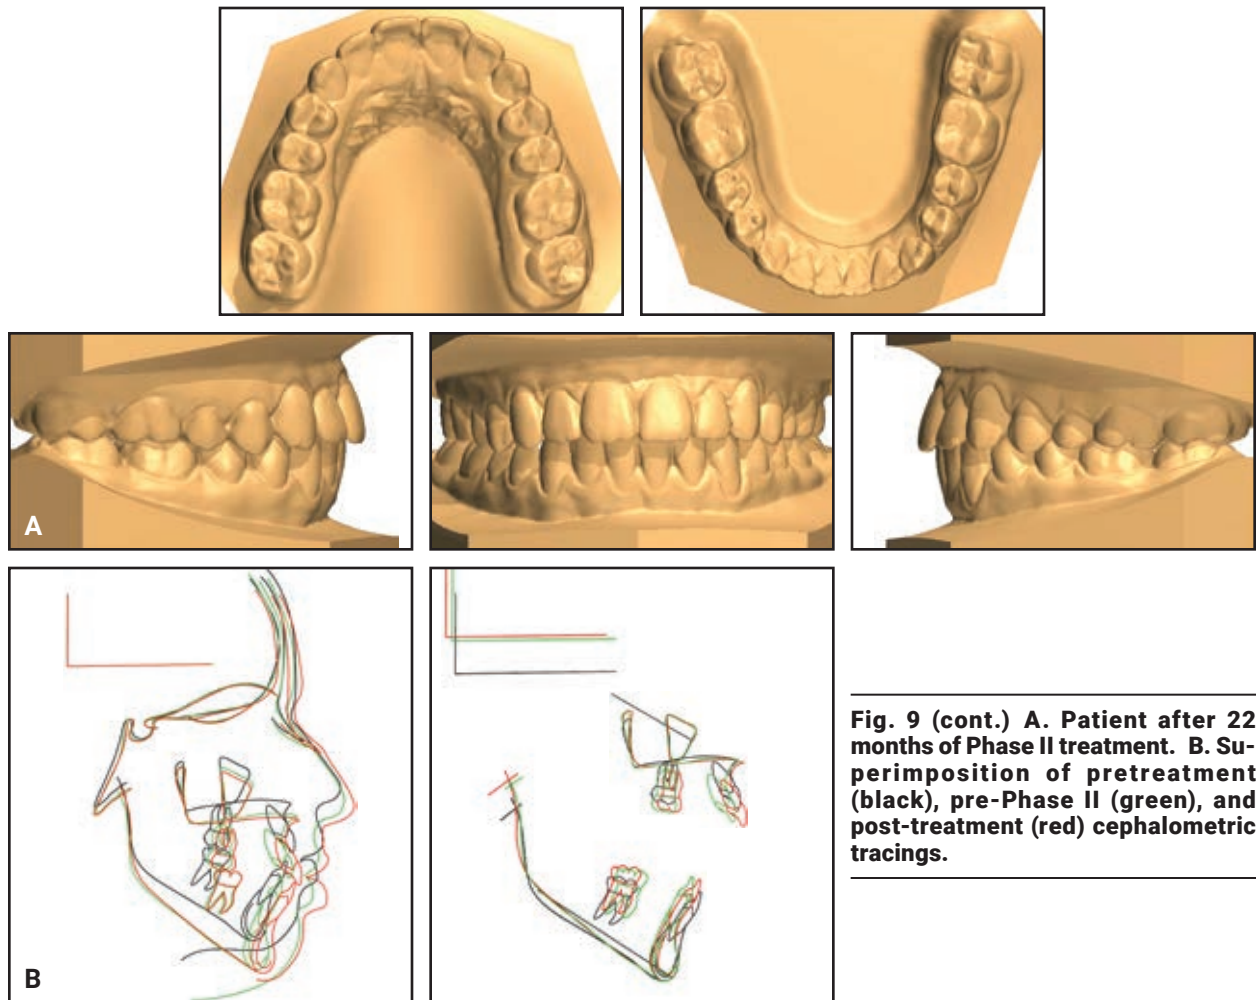 A
B
Fig. 9 (cont.) A. Patient after 22
months of Phase II treatment. B. Su-
perimposition of pretreatment
(black), pre-Phase II (green), and
post-treatment (red) cephalometric
tracings.